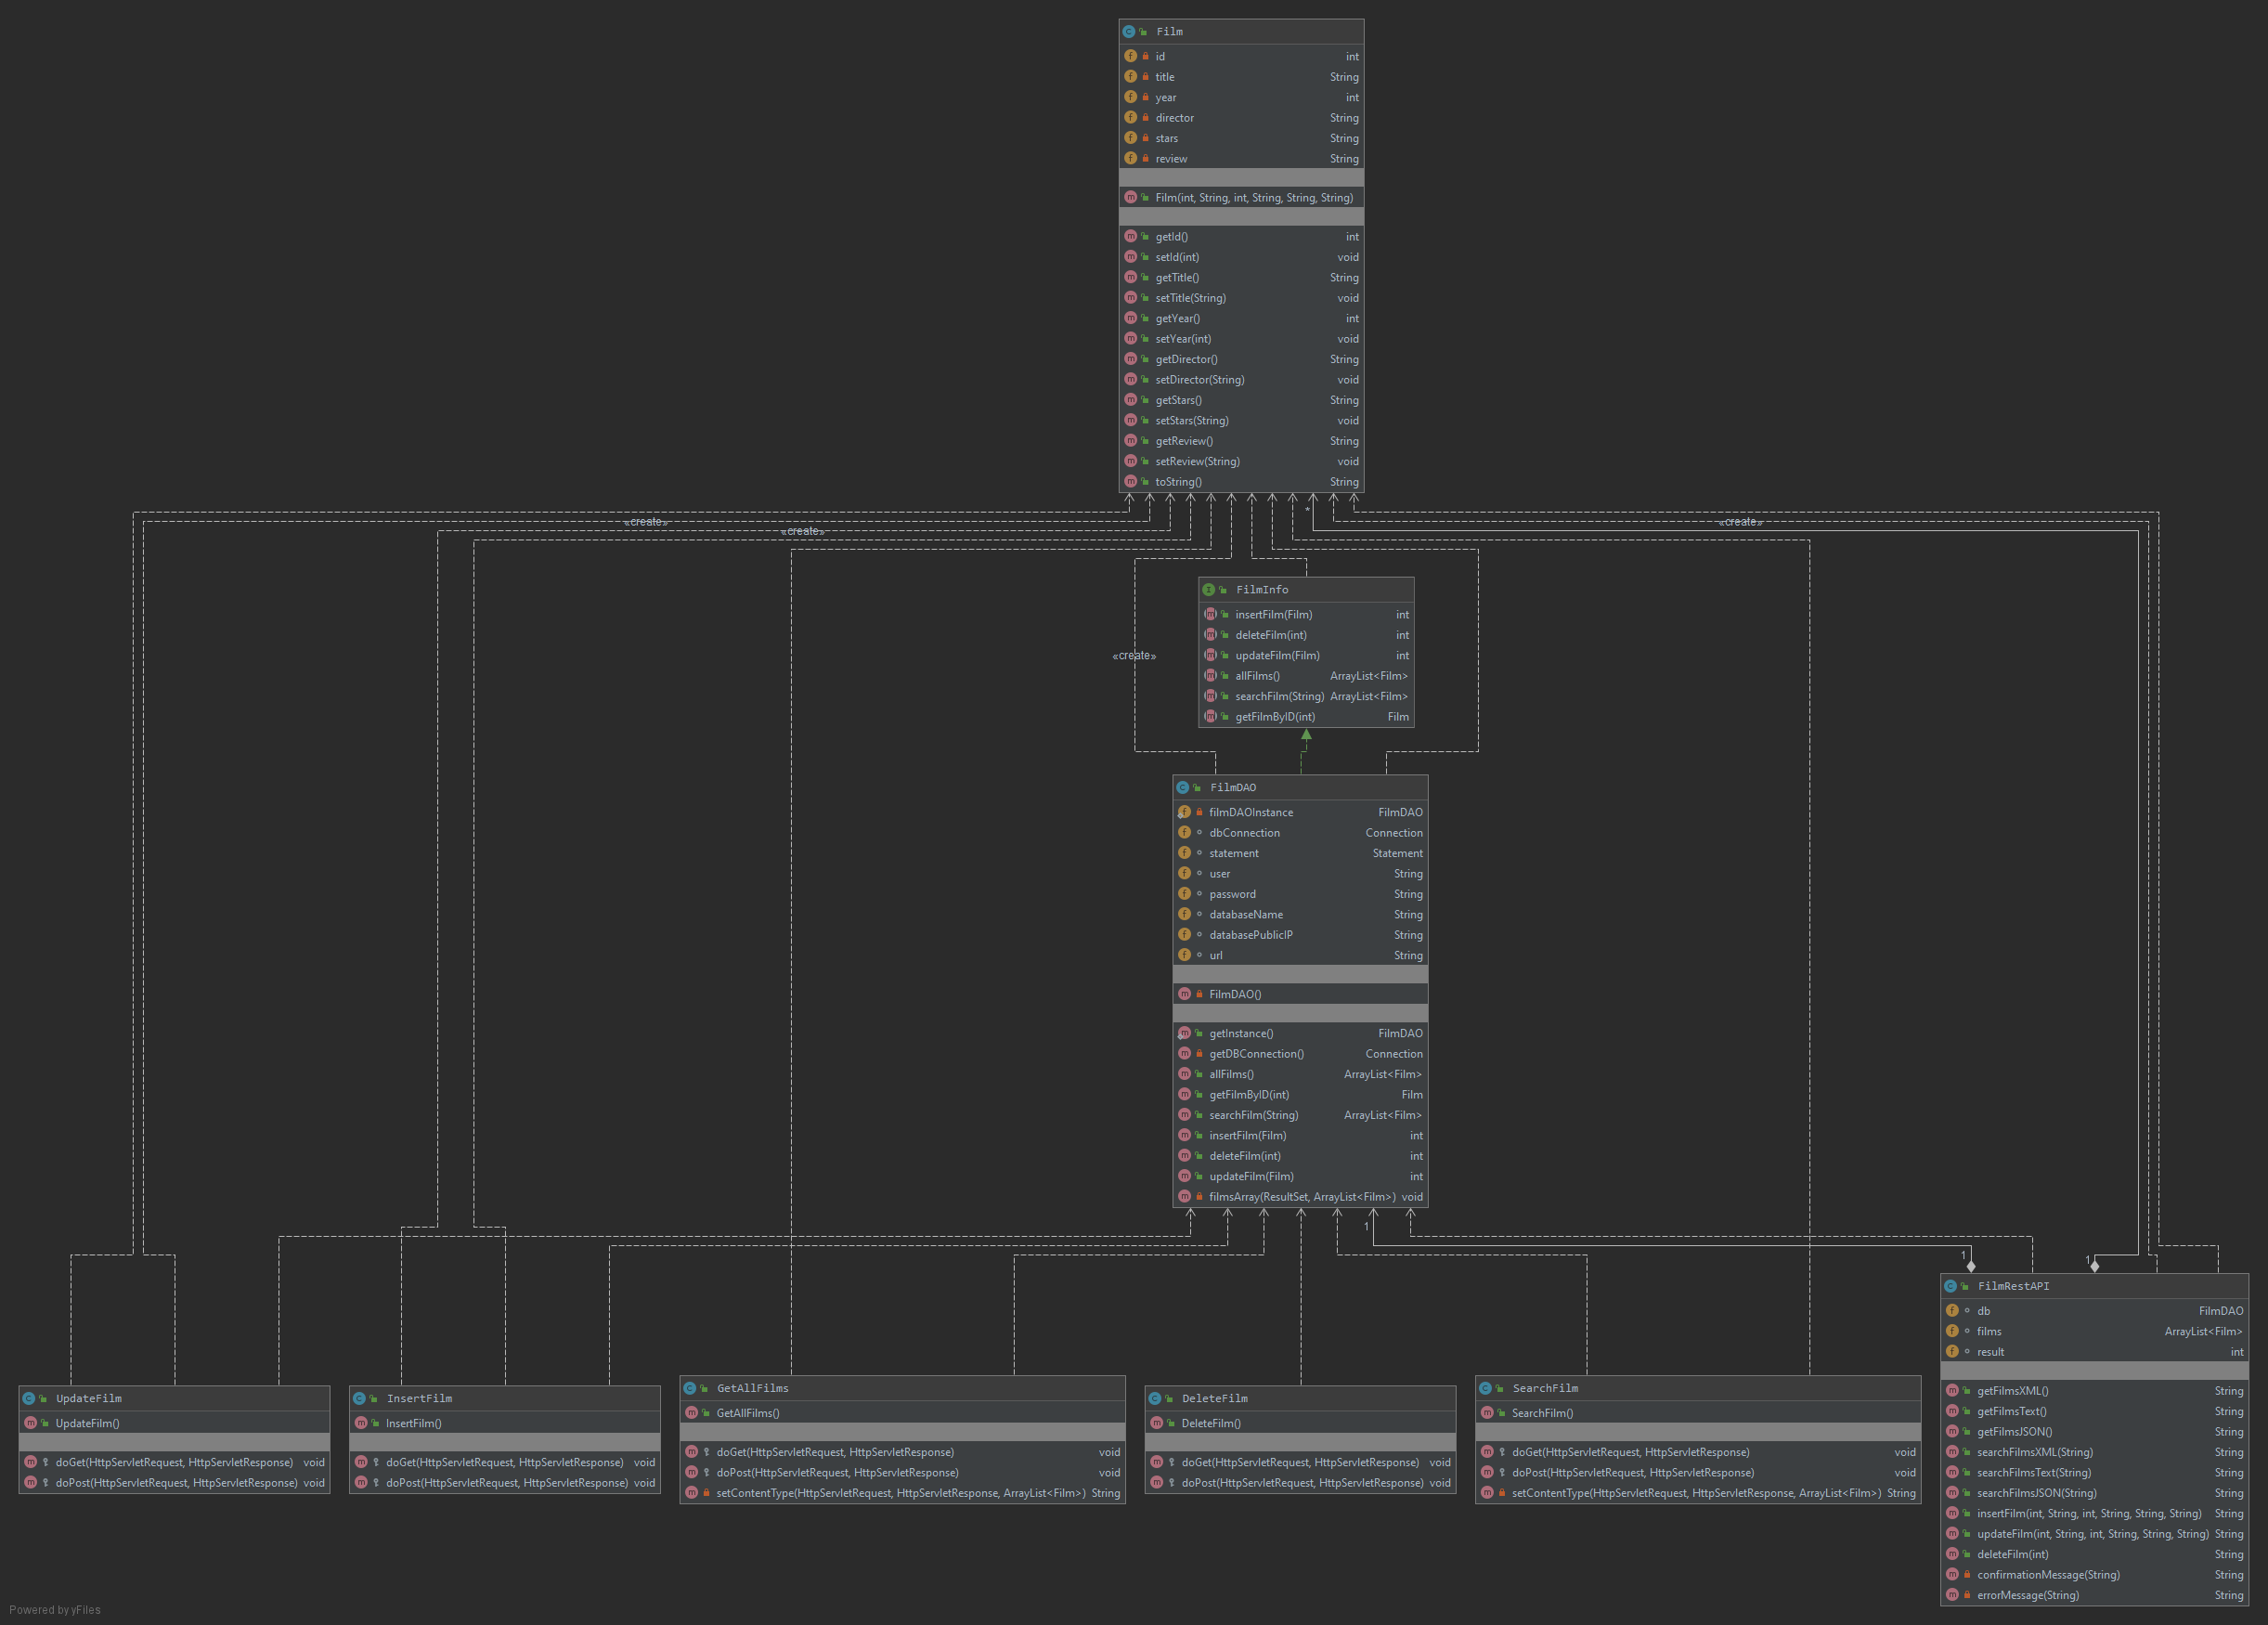 Film
id int
title String
year int
director String
stars String
review String
Film(int, String, int, String, String, String)
getId() int
setId(int) void
getTitle() String
setTitle(String) void
getYear() int
setYear(int) void
getDirector() String
setDirector(String) void
getStars() String
setStars(String) void
getReview() String
setReview(String) void
toString() String
*
«create»
«create»
«create»
FilmInfo
insertFilm(Film) int
deleteFilm(int) int
updateFilm(Film) int
allFilms() ArrayList<Film>
searchFilm(String) ArrayList<Film>
getFilmByID(int) Film
«create»
FilmDAO
filmDAOInstance FilmDAO
dbConnection Connection
statement Statement
user String
password String
databaseName String
databasePublicIP String
url String
FilmDAO()
getInstance() FilmDAO
getDBConnection() Connection
allFilms() ArrayList<Film>
getFilmByID(int) Film
searchFilm(String) ArrayList<Film>
insertFilm(Film) int
deleteFilm(int) int
updateFilm(Film) int
filmsArray(ResultSet, ArrayList<Film>) void
1
1
1
UpdateFilm
UpdateFilm()
doGet(HttpServletRequest, HttpServletResponse) void
doPost(HttpServletRequest, HttpServletResponse) void
InsertFilm
InsertFilm()
doGet(HttpServletRequest, HttpServletResponse) void
doPost(HttpServletRequest, HttpServletResponse) void
GetAllFilms
GetAllFilms()
doGet(HttpServletRequest, HttpServletResponse) void
doPost(HttpServletRequest, HttpServletResponse) void
setContentType(HttpServletRequest, HttpServletResponse, ArrayList<Film>) String
DeleteFilm
DeleteFilm()
doGet(HttpServletRequest, HttpServletResponse) void
doPost(HttpServletRequest, HttpServletResponse) void
SearchFilm
SearchFilm()
doGet(HttpServletRequest, HttpServletResponse) void
doPost(HttpServletRequest, HttpServletResponse) void
setContentType(HttpServletRequest, HttpServletResponse, ArrayList<Film>) String
FilmRestAPI
db FilmDAO
films ArrayList<Film>
result int
getFilmsXML() String
getFilmsText() String
getFilmsJSON() String
searchFilmsXML(String) String
searchFilmsText(String) String
searchFilmsJSON(String) String
insertFilm(int, String, int, String, String, String) String
updateFilm(int, String, int, String, String, String) String
deleteFilm(int) String
confirmationMessage(String) String
errorMessage(String) String
Powered by yFiles